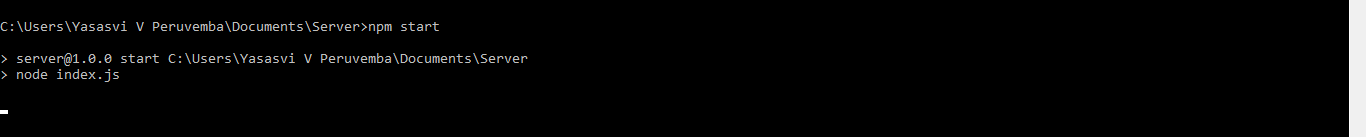 C:\Users\Yasasvi V Peruvemba\Documents\Server>npm start
> server@1.0.0 start C:\Users\Yasasvi V Peruvemba\Documents\Server
> node index.js